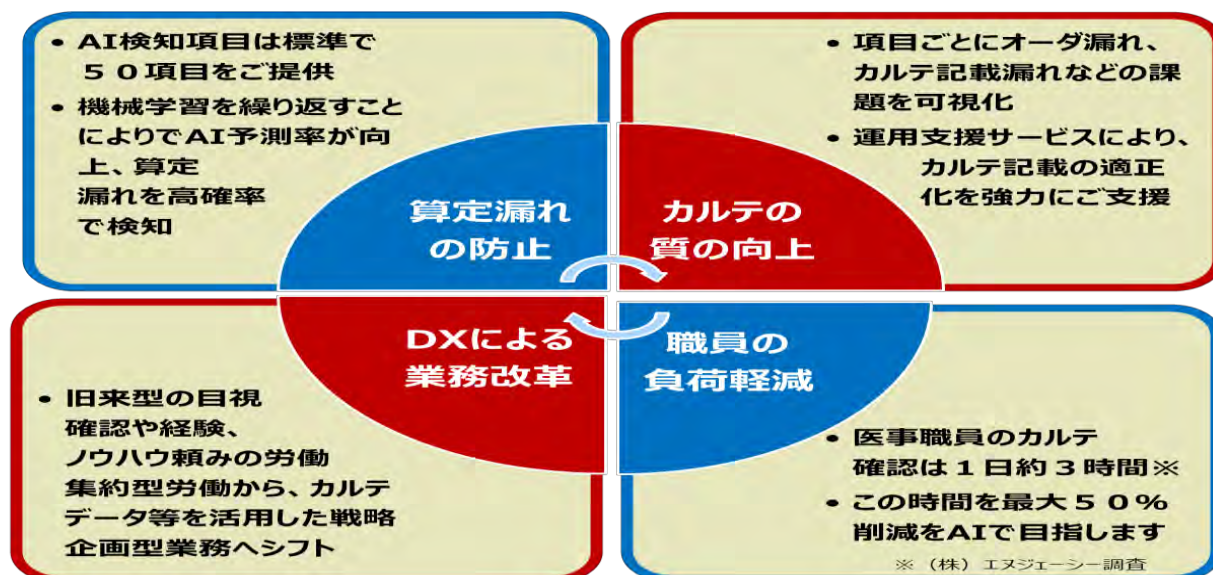 • AI検知項目は標準で
５０項目をご提供
• 機械学習を繰り返すこと
によりでAI予測率が向
上、算定
漏れを高確率
で検知
算定漏れ
の防止
• 項目ごとにオーダ漏れ、
カルテ記載漏れなどの課
題を可視化
• 運用支援サービスにより、
カルテ記載の適正
化を強力にご支援
カルテの
質の向上
DXによる
業務改革
• 旧来型の目視
確認や経験、
ノウハウ頼みの労働
集約型労働から、カルテ
データ等を活用した戦略
企画型業務へシフト
職員の
負荷軽減
• 医事職員のカルテ
確認は１日約３時間※
• この時間を最大５０％
削減をAIで目指します
※（株）エヌジェーシー調査